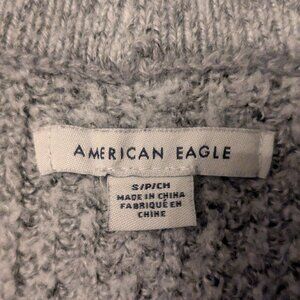 AMERICAN EAGLE
S/P/CH
MADE IN CHINA
FABRIQUÉ EN
CHINE